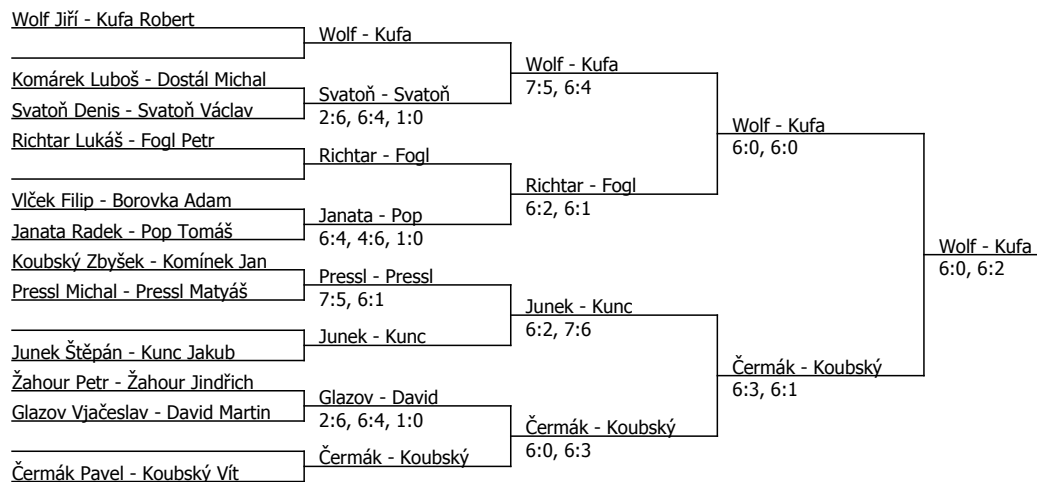 Wolf Jiří - Kufa Robert
Komárek Luboš - Dostál Michal
Svatoň Denis - Svatoň Václav
Richtar Lukáš - Fogl Petr
Vlček Filip - Borovka Adam
Janata Radek - Pop Tomáš
Koubský Zbyšek - Komínek Jan
Pressl Michal - Pressl Matyáš
Junek Štěpán - Kunc Jakub
Žahour Petr - Žahour Jindřich
Glazov Vjačeslav - David Martin
Čermák Pavel - Koubský Vít
Wolf - Kufa
Svatoň - Svatoň
2:6, 6:4, 1:0
Richtar - Fogl
Janata - Pop
6:4, 4:6, 1:0
Pressl - Pressl
7:5, 6:1
Junek - Kunc
Glazov - David
2:6, 6:4, 1:0
Čermák - Koubský
Wolf - Kufa
7:5, 6:4
Richtar - Fogl
6:2, 6:1
Junek - Kunc
6:2, 7:6
Čermák - Koubský
6:0, 6:3
Wolf - Kufa
6:0, 6:0
Čermák - Koubský
6:3, 6:1
Wolf - Kufa
6:0, 6:2